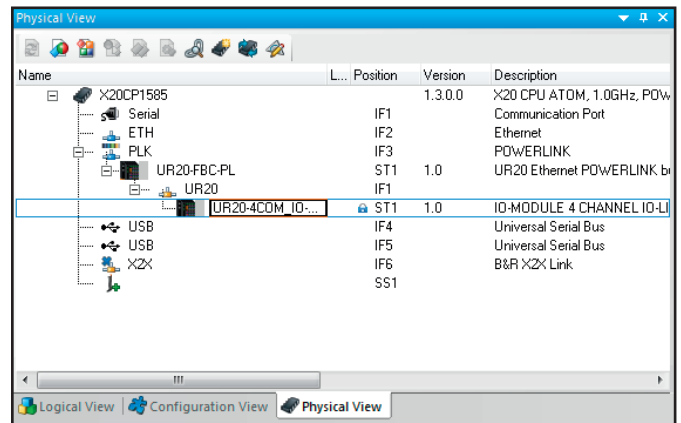 Physical View
Name L... Position Version Description
X20CP1585 1.3.0.0 X20 CPU ATOM, 1.0GHz, POW
Serial IF1 Communication Port
ETH IF2 Ethernet
PLK IF3 POWERLINK
UR20-FBC-PL ST1 1.0 UR20 Ethernet POWERLINK b
UR20 IF1
UR20-4COM_IO-... ST1 1.0 IO-MODULE 4 CHANNEL IO-LI
USB IF4 Universal Serial Bus
USB IF5 Universal Serial Bus
X2X IF6 B&R X2X Link
SS1
Logical View Configuration View Physical View